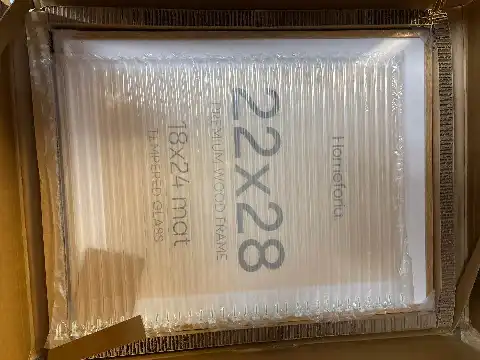 Homeforia
22x28
PREMIUM WOOD FRAME
18x24 mat
TEMPERED GLASS